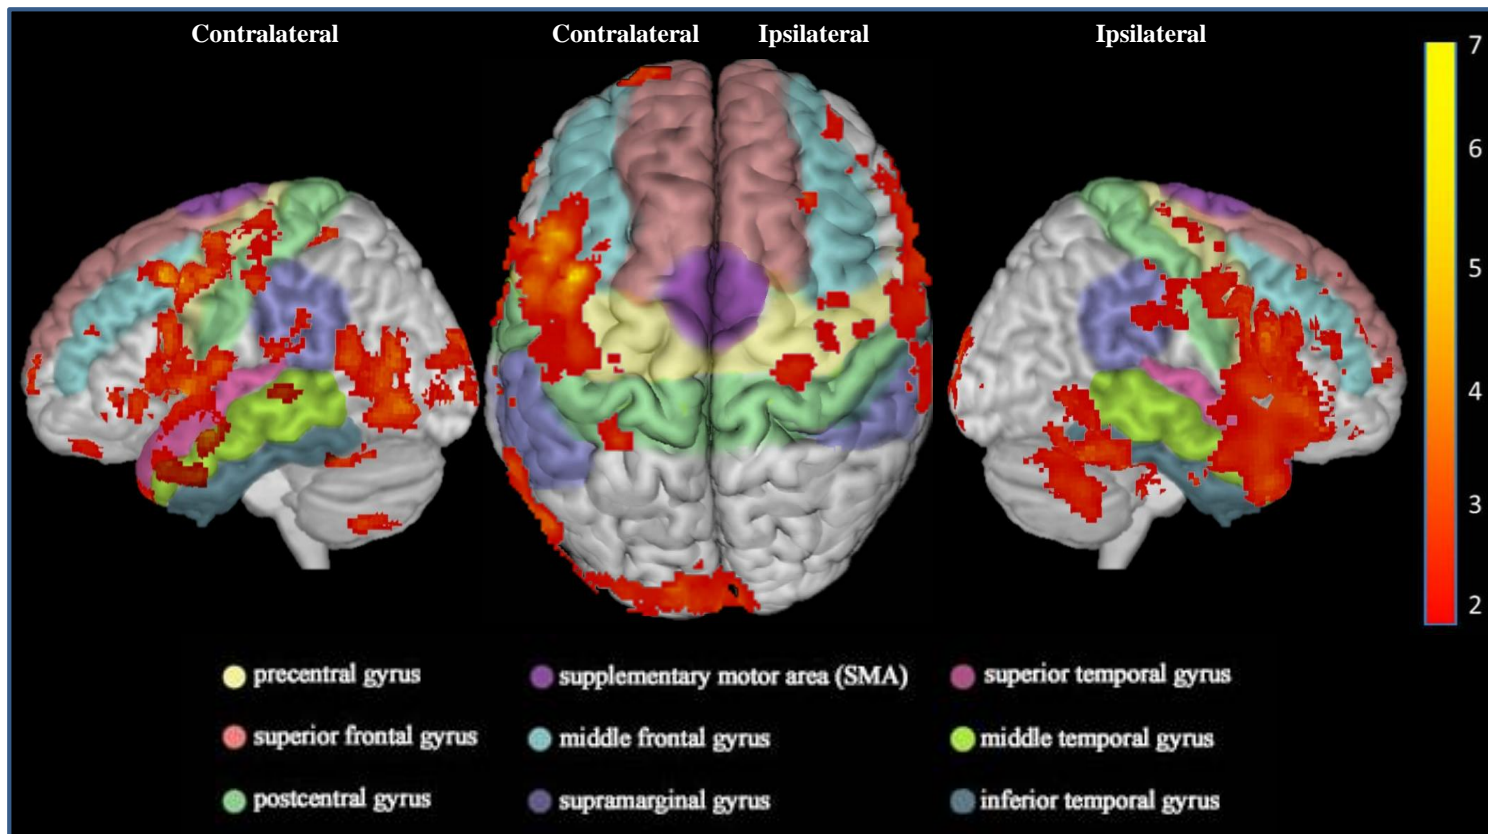 Contralateral
Contralateral
Ipsilateral
Ipsilateral
7
6
5
4
3
2
precentral gyrus
supplementary motor area (SMA)
superior temporal gyrus
superior frontal gyrus
middle frontal gyrus
middle temporal gyrus
postcentral gyrus
supramarginal gyrus
inferior temporal gyrus